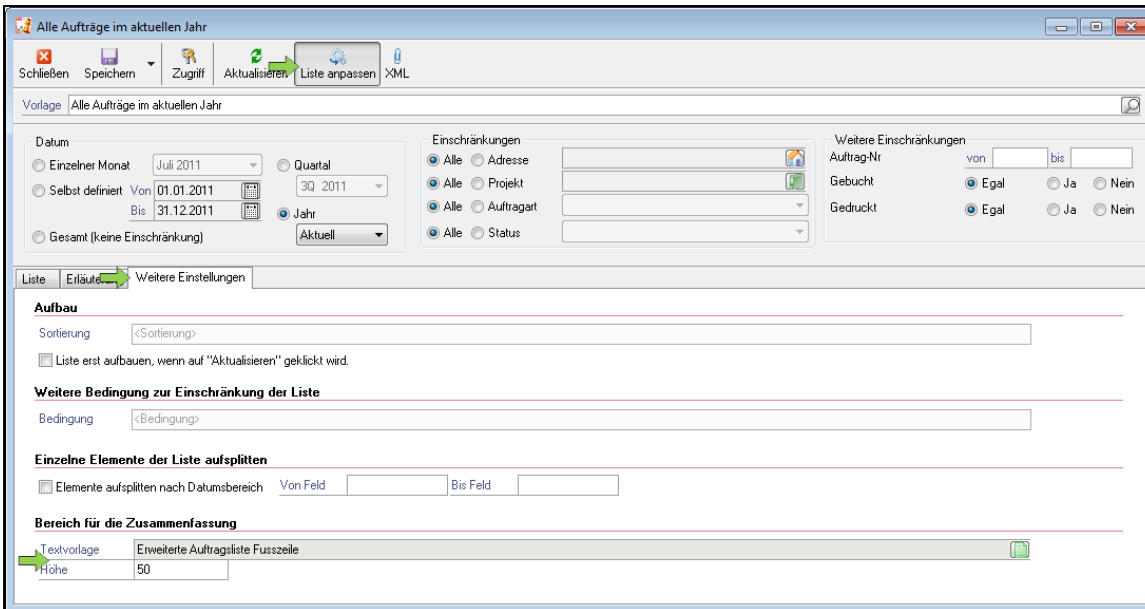 Alle Aufträge im aktuellen Jahr
Schließen Speichern Zugriff Aktualisieren Liste anpassen XML
Vorlage Alle Aufträge im aktuellen Jahr
Datum Einschränkungen Weitere Einschränkungen
Einzelner Monat Juli 2011 Quartal Alle Adresse Auftrag-Nr von bis
Selbst definiert Von 01.01.2011 3Q 2011 Alle Projekt Gebucht Egal Ja Nein
Bis 31.12.2011 Jahr Alle Auftragart Gedruckt Egal Ja Nein
Gesamt (keine Einschränkung) Aktuell Alle Status
Liste Weitere Einstellungen
Aufbau
Sortierung <Sortierung>
Liste erst aufbauen, wenn auf "Aktualisieren" geklickt wird.
Weitere Bedingung zur Einschränkung der Liste
Bedingung <Bedingung>
Einzelne Elemente der Liste aufsplitten
Elemente aufsplitten nach Datumsbereich Von Feld Bis Feld
Bereich für die Zusammenfassung
Textvorlage Erweiterte Auftragsliste Fusszeile
Höhe 50